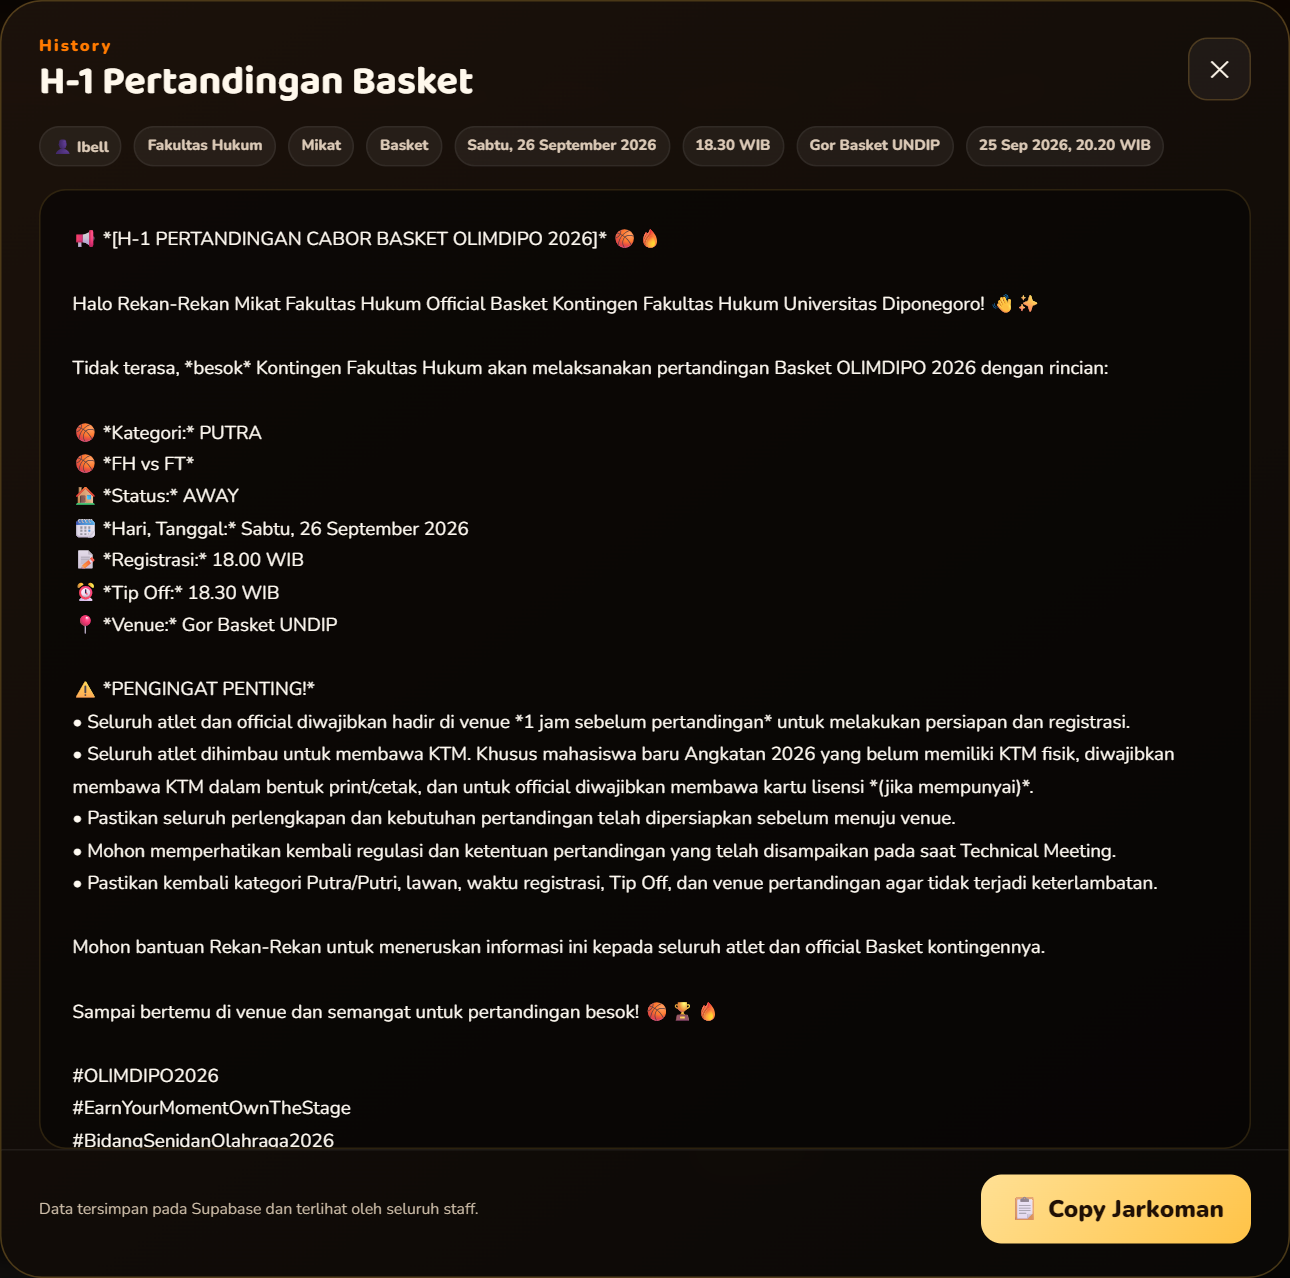 History
H-1 Pertandingan Basket
👤 Ibell
Fakultas Hukum
Mikat
Basket
Sabtu, 26 September 2026
18.30 WIB
Gor Basket UNDIP
25 Sep 2026, 20.20 WIB
📢 *[H-1 PERTANDINGAN CABOR BASKET OLIMDIPO 2026]* 🏀🔥
Halo Rekan-Rekan Mikat Fakultas Hukum Official Basket Kontingen Fakultas Hukum Universitas Diponegoro! 👋✨
Tidak terasa, *besok* Kontingen Fakultas Hukum akan melaksanakan pertandingan Basket OLIMDIPO 2026 dengan rincian:
🏀 *Kategori:* PUTRA
🏀 *FH vs FT*
🏠 *Status:* AWAY
🗓️ *Hari, Tanggal:* Sabtu, 26 September 2026
📝 *Registrasi:* 18.00 WIB
⏰ *Tip Off:* 18.30 WIB
📍 *Venue:* Gor Basket UNDIP
⚠️ *PENGINGAT PENTING!*
• Seluruh atlet dan official diwajibkan hadir di venue *1 jam sebelum pertandingan* untuk melakukan persiapan dan registrasi.
• Seluruh atlet dihimbau untuk membawa KTM. Khusus mahasiswa baru Angkatan 2026 yang belum memiliki KTM fisik, diwajibkan
membawa KTM dalam bentuk print/cetak, dan untuk official diwajibkan membawa kartu lisensi *(jika mempunyai)*.
• Pastikan seluruh perlengkapan dan kebutuhan pertandingan telah dipersiapkan sebelum menuju venue.
• Mohon memperhatikan kembali regulasi dan ketentuan pertandingan yang telah disampaikan pada saat Technical Meeting.
• Pastikan kembali kategori Putra/Putri, lawan, waktu registrasi, Tip Off, dan venue pertandingan agar tidak terjadi keterlambatan.
Mohon bantuan Rekan-Rekan untuk meneruskan informasi ini kepada seluruh atlet dan official Basket kontingennya.
Sampai bertemu di venue dan semangat untuk pertandingan besok! 🏀🏆🔥
#OLIMDIPO2026
#EarnYourMomentOwnTheStage
#BidangSenidanOlahraga2026
Data tersimpan pada Supabase dan terlihat oleh seluruh staff.
📋 Copy Jarkoman